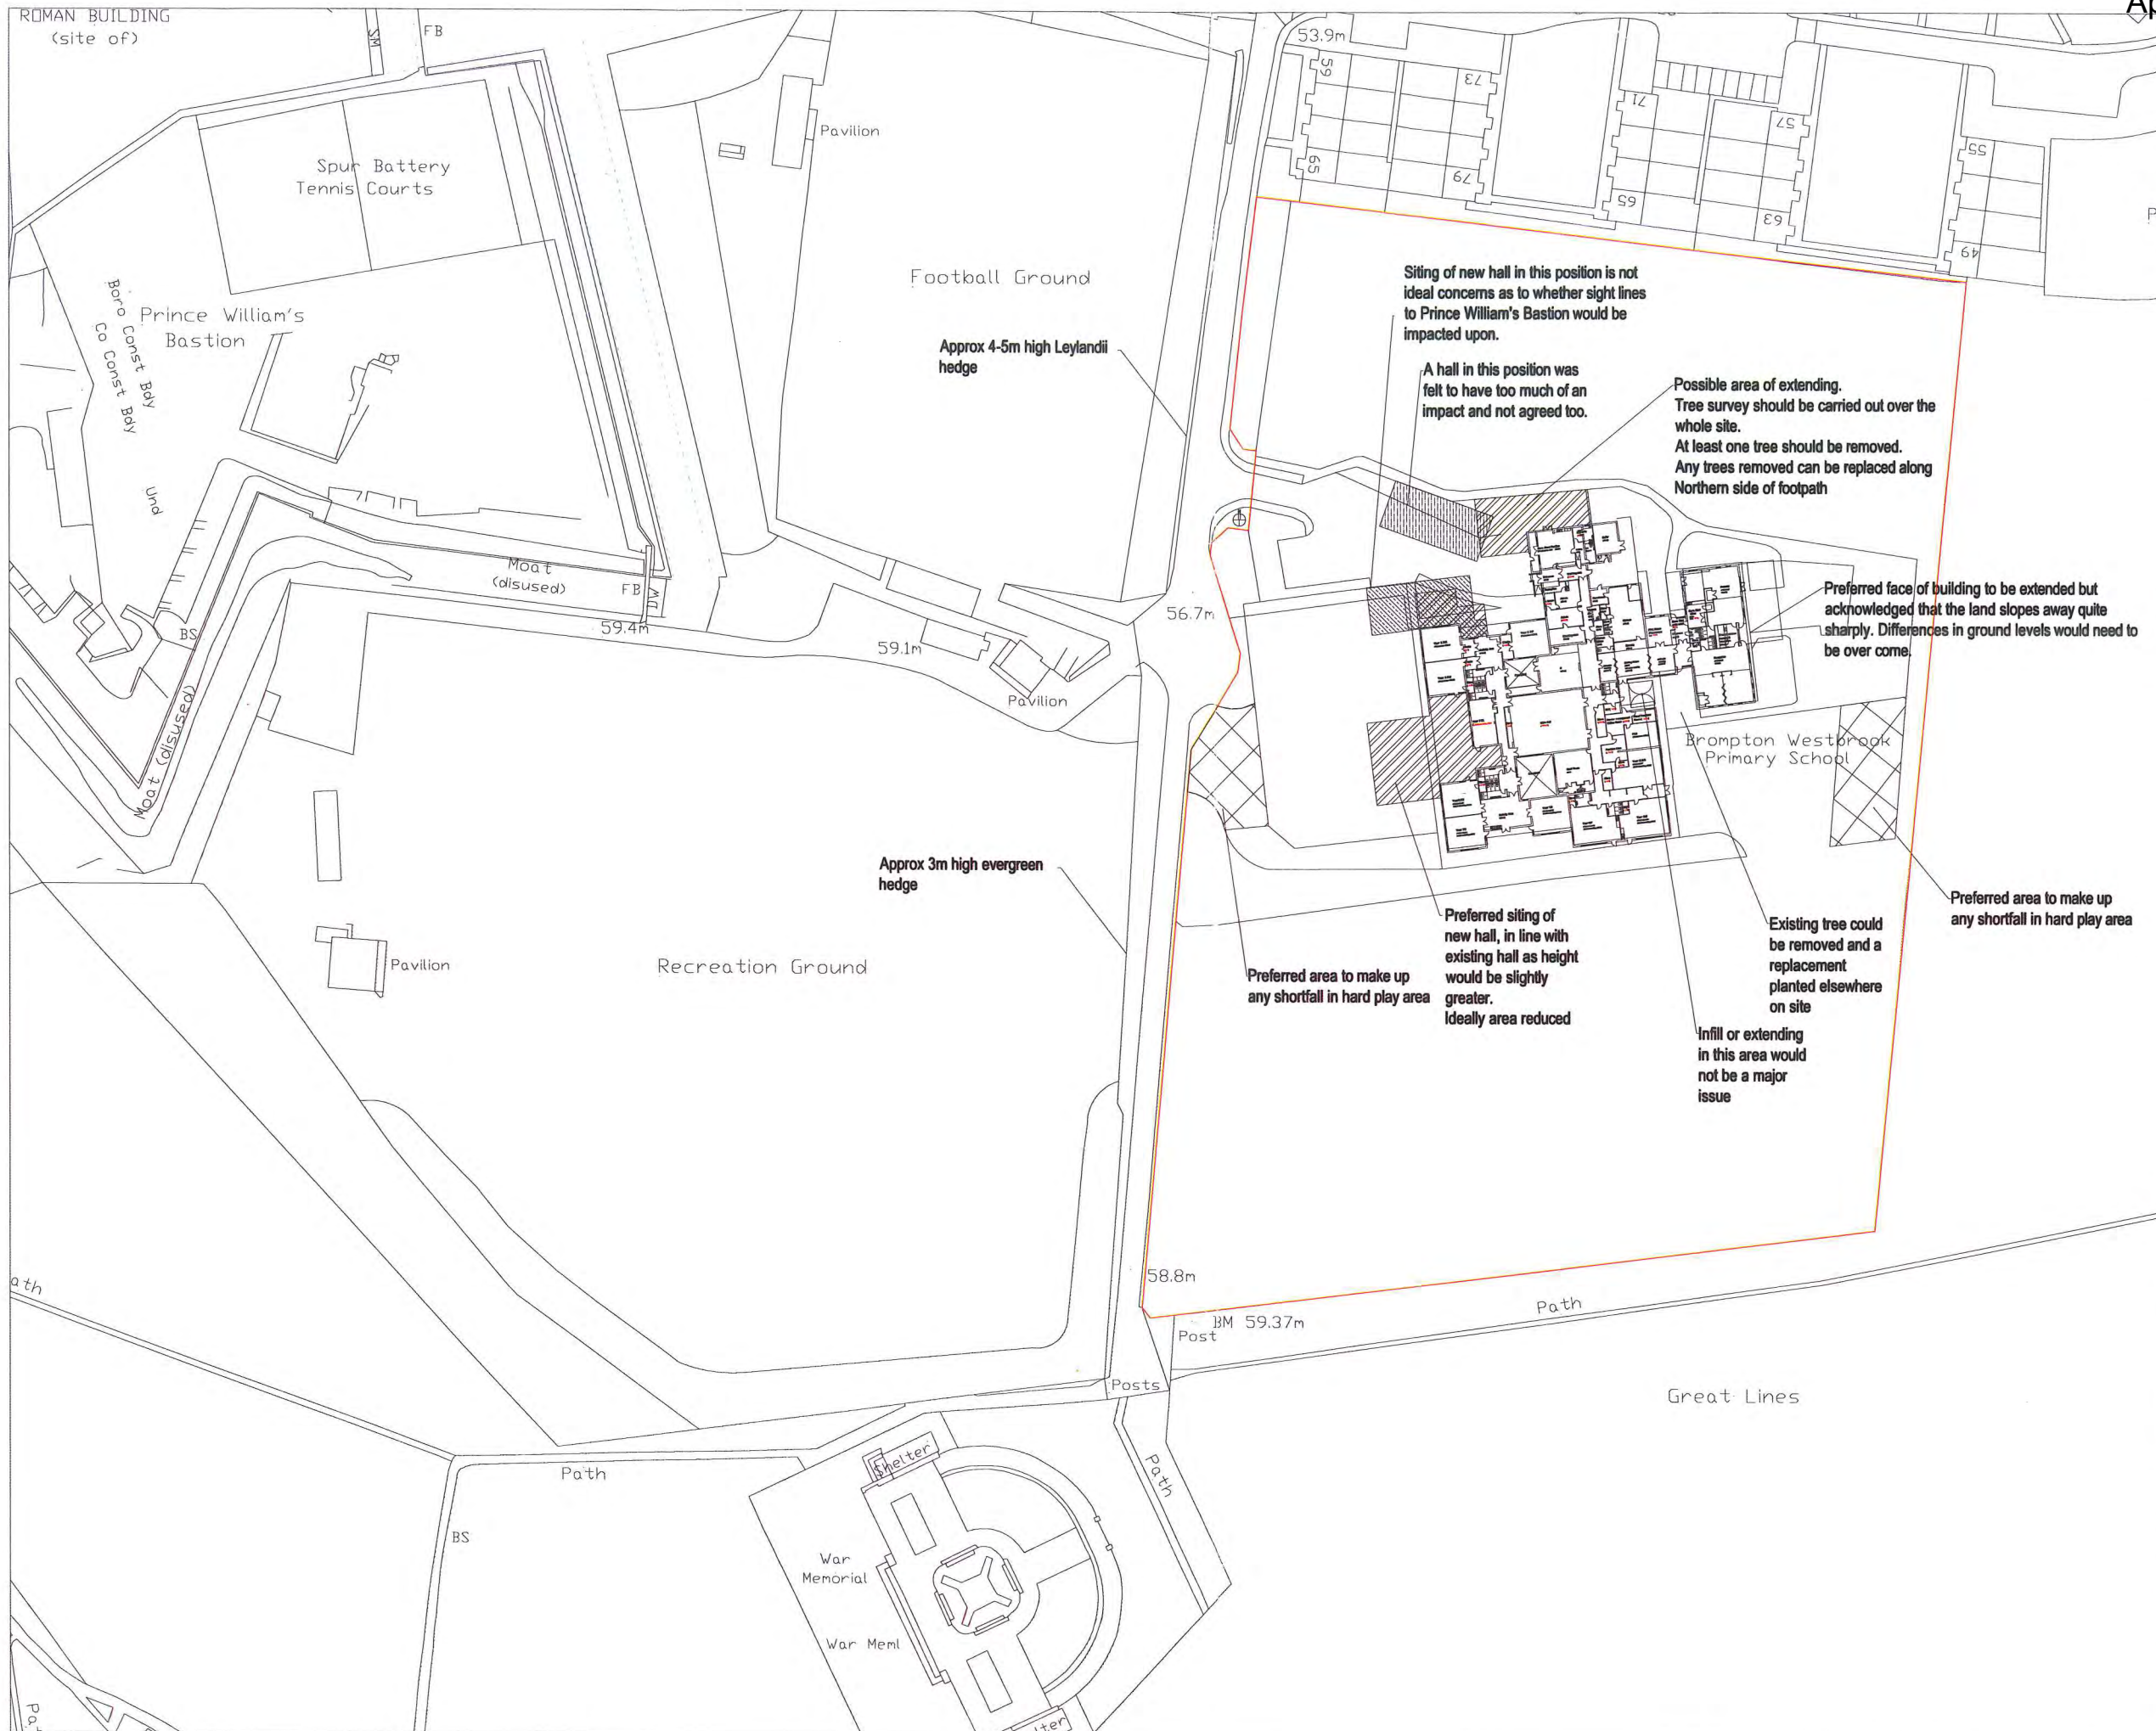 Ap
ROMAN BUILDING
(site of)
SM
FB
53.9m
59
73
71
57
55
65
79
65
63
49
Pavilion
Spur Battery
Tennis Courts
Football Ground
Boro Const Bdy
Co Const Bdy
Und
Prince William's
Bastion
Siting of new hall in this position is not
ideal concerns as to whether sight lines
to Prince William's Bastion would be
impacted upon.
Approx 4-5m high Leylandii
hedge
A hall in this position was
felt to have too much of an
impact and not agreed too.
Possible area of extending.
Tree survey should be carried out over the
whole site.
At least one tree should be removed.
Any trees removed can be replaced along
Northern side of footpath
Moat
(disused)
FB
DW
BS
59.4m
59.1m
56.7m
Pavilion
Moat (disused)
Preferred face of building to be extended but
acknowledged that the land slopes away quite
sharply. Differences in ground levels would need to
be over come.
Brompton Westbrook
Primary School
Approx 3m high evergreen
hedge
Pavilion
Recreation Ground
Preferred area to make up
any shortfall in hard play area
Preferred siting of
new hall, in line with
existing hall as height
would be slightly
greater.
Ideally area reduced
Existing tree could
be removed and a
replacement
planted elsewhere
on site
Preferred area to make up
any shortfall in hard play area
Infill or extending
in this area would
not be a major
issue
ath
58.8m
BM 59.37m
Post
Path
Posts
Great Lines
Path
Shelter
Path
BS
War
Memorial
War Meml
lter
Pa